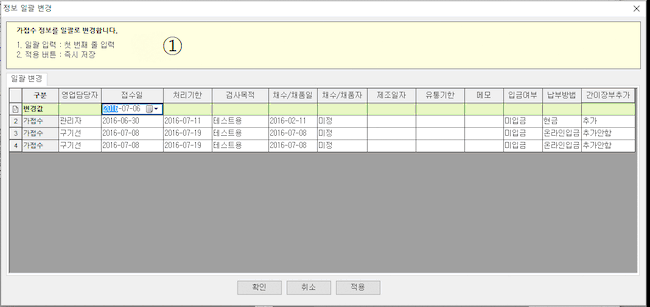 정보 일괄 변경
가접수 정보를 일괄로 변경합니다.
1. 일괄 입력 : 첫 번째 줄 입력
2. 적용 버튼 : 즉시 저장
①
일괄 변경
구분 영업담당자 접수일 처리기한 검사목적 채수/채품일 채수/채품자 제조일자 유통기한 메모 입금여부 납부방법 간이장부추가
변경값 2016-07-06
2 가접수 관리자 2016-06-30 2016-07-11 테스트용 2016-02-11 미정 미입금 현금 추가
3 가접수 구기선 2016-07-08 2016-07-19 테스트용 2016-07-08 미정 미입금 온라인입금 추가안함
4 가접수 구기선 2016-07-08 2016-07-19 테스트용 2016-07-08 미정 미입금 온라인입금 추가안함
확인 취소 적용